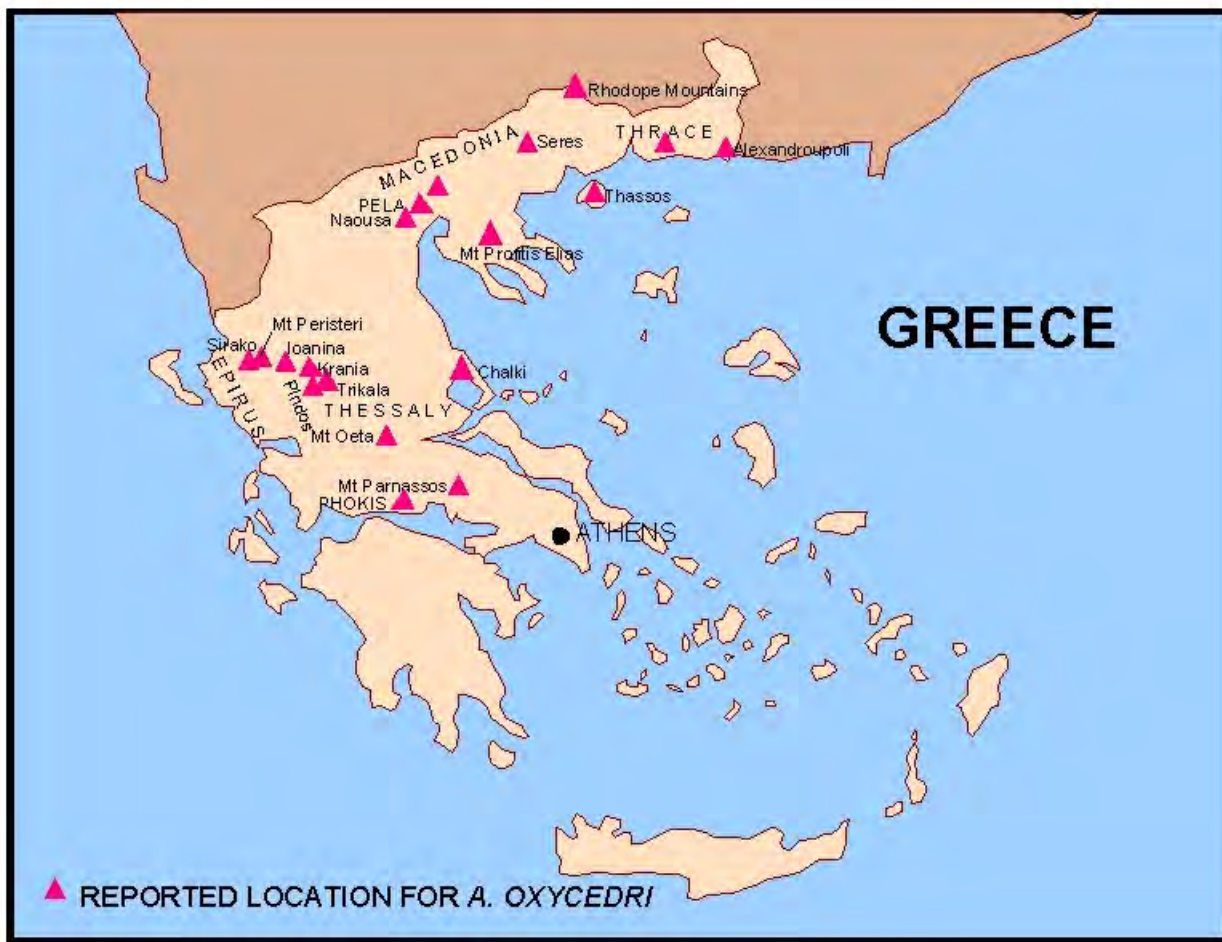 Rhodope Mountains
MACEDONIA
Seres
THRACE
Alexandroupoli
PELA
Thassos
Naousa
Mt Profitis Elias
GREECE
Mt Peristeri
Sirako
Joanina
Krania
Chalki
EPIRUS
Pindos
Trikala
THESSALY
Mt Oeta
Mt Parnassos
PHOKIS
ATHENS
REPORTED LOCATION FOR A. OXYCEDRI